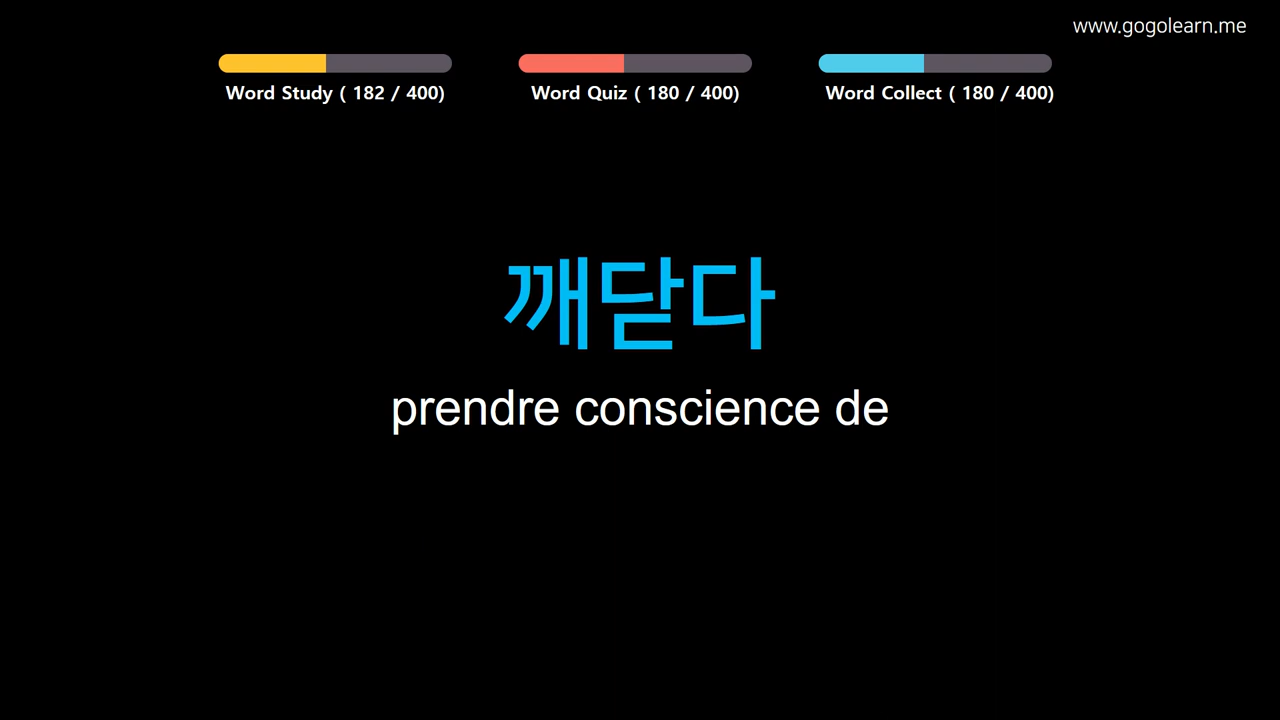 www.gogolearn.me
Word Study ( 182 / 400)
Word Quiz ( 180 / 400)
Word Collect ( 180 / 400)
깨닫다
prendre conscience de